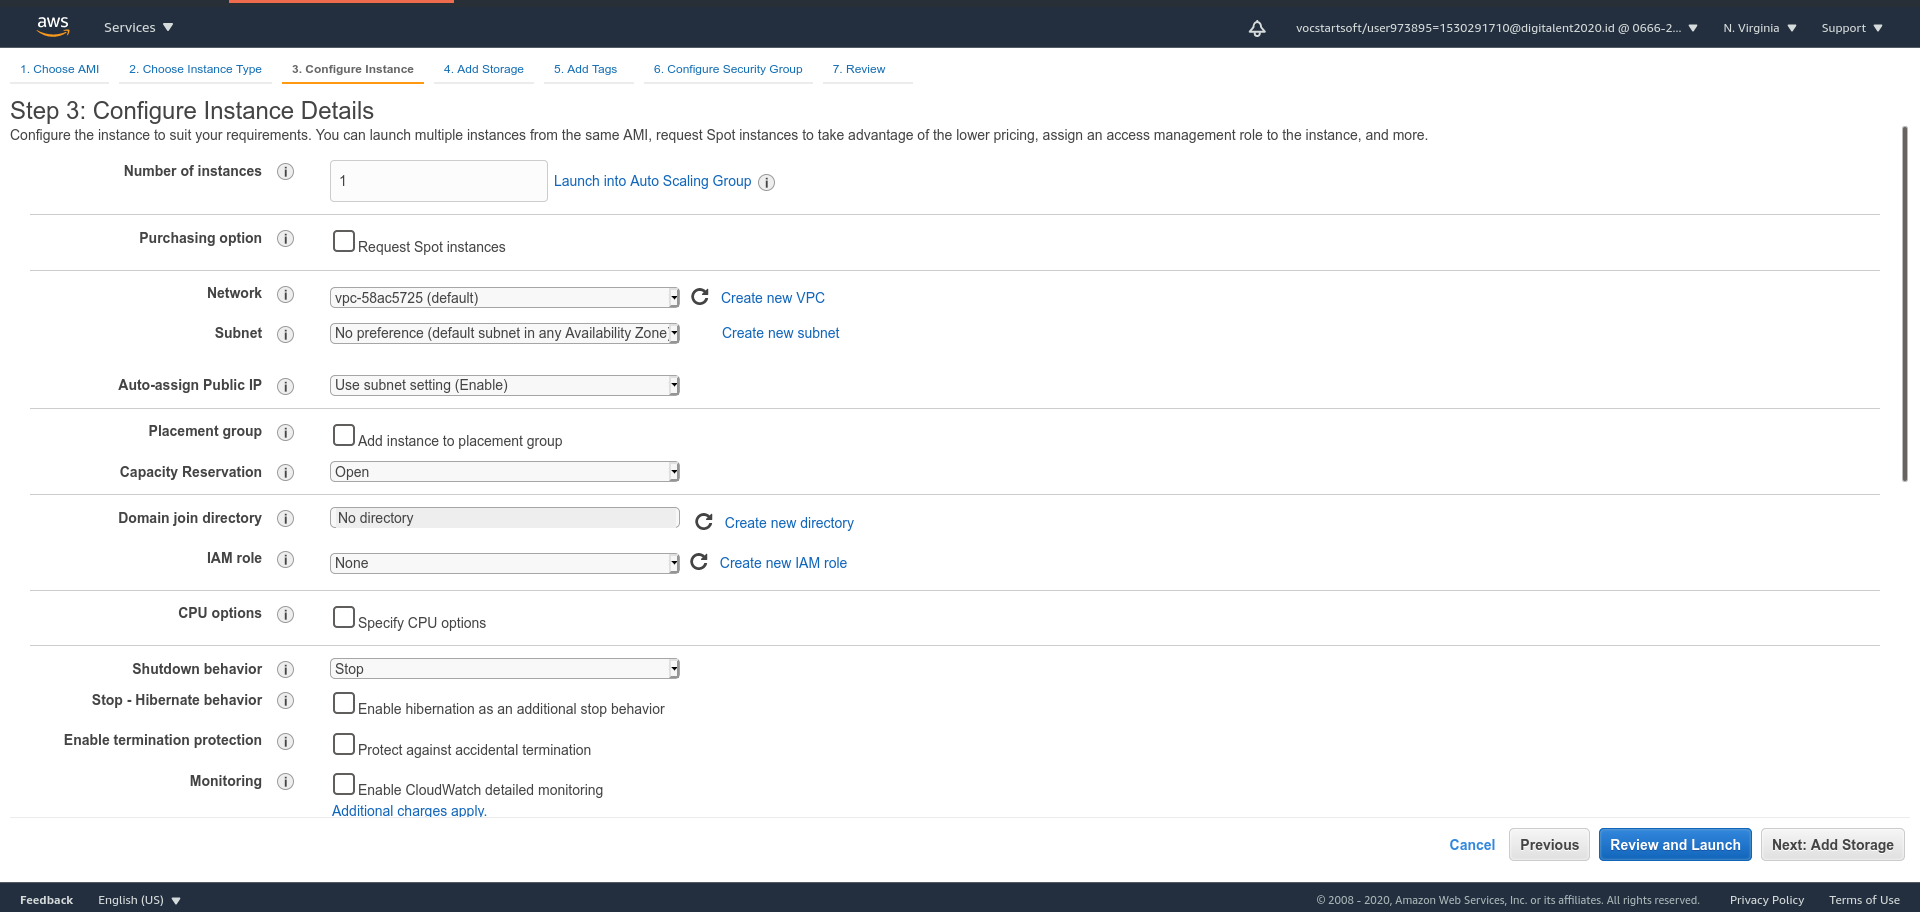 aws
Services
vocstartsoft/user973895=1530291710@digitalent2020.id @ 0666-2...
N. Virginia
Support
1. Choose AMI
2. Choose Instance Type
3. Configure Instance
4. Add Storage
5. Add Tags
6. Configure Security Group
7. Review
Step 3: Configure Instance Details
Configure the instance to suit your requirements. You can launch multiple instances from the same AMI, request Spot instances to take advantage of the lower pricing, assign an access management role to the instance, and more.
Number of instances
1
Launch into Auto Scaling Group
Purchasing option
Request Spot instances
Network
vpc-58ac5725 (default)
Create new VPC
Subnet
No preference (default subnet in any Availability Zone)
Create new subnet
Auto-assign Public IP
Use subnet setting (Enable)
Placement group
Add instance to placement group
Capacity Reservation
Open
Domain join directory
No directory
Create new directory
IAM role
None
Create new IAM role
CPU options
Specify CPU options
Shutdown behavior
Stop
Stop - Hibernate behavior
Enable hibernation as an additional stop behavior
Enable termination protection
Protect against accidental termination
Monitoring
Enable CloudWatch detailed monitoring
Additional charges apply.
Cancel
Previous
Review and Launch
Next: Add Storage
Feedback
English (US)
© 2008 - 2020, Amazon Web Services, Inc. or its affiliates. All rights reserved.
Privacy Policy
Terms of Use